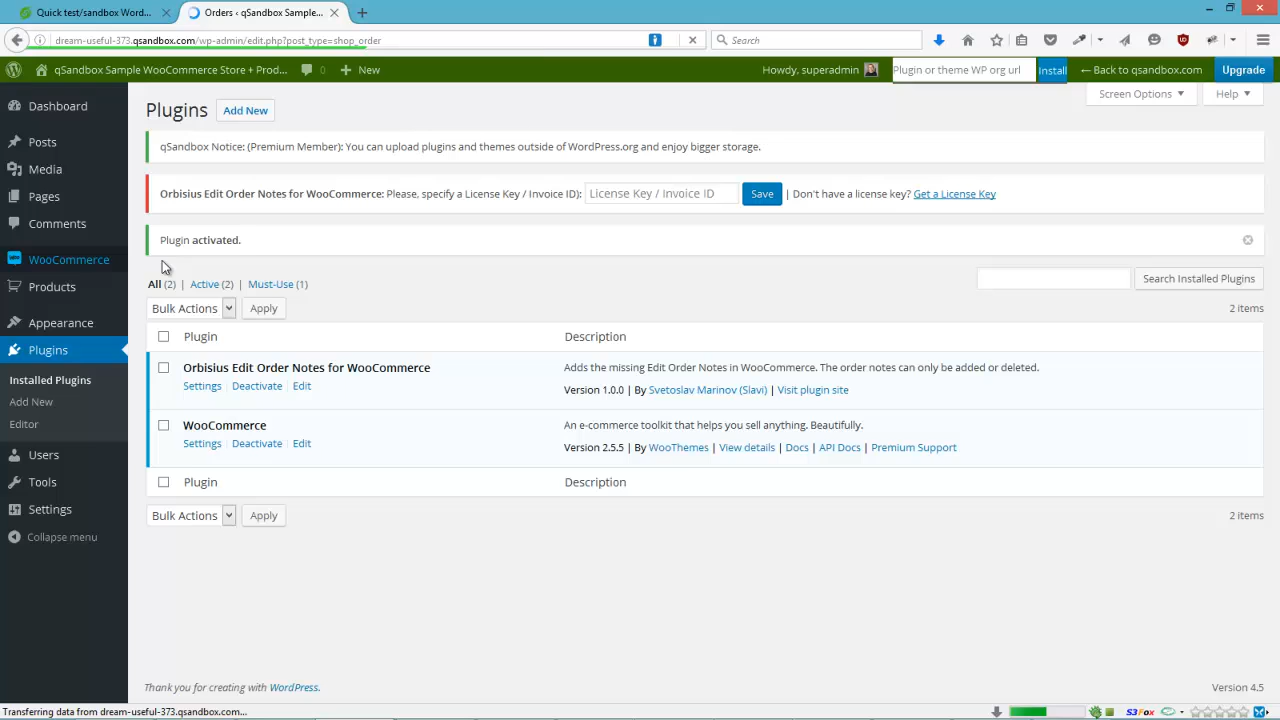 Quick test/sandbox Word...
Orders ‹ qSandbox Sample...
dream-useful-373.qsandbox.com/wp-admin/edit.php?post_type=shop_order
Search
qSandbox Sample WooCommerce Store + Prod...
0
New
Howdy, superadmin
Plugin or theme WP org url
Install
← Back to qsandbox.com
Upgrade
Dashboard
Posts
Media
Pages
Comments
WooCommerce
Products
Appearance
Plugins
Installed Plugins
Add New
Editor
Users
Tools
Settings
Collapse menu
Screen Options
Help
Plugins
Add New
qSandbox Notice: (Premium Member): You can upload plugins and themes outside of WordPress.org and enjoy bigger storage.
Orbisius Edit Order Notes for WooCommerce: Please, specify a License Key / Invoice ID): License Key / Invoice ID Save | Don't have a license key? Get a License Key
Plugin activated.
All (2) | Active (2) | Must-Use (1)
Search Installed Plugins
Bulk Actions
Apply
2 items
Plugin
Description
Orbisius Edit Order Notes for WooCommerce
Settings | Deactivate | Edit
Adds the missing Edit Order Notes in WooCommerce. The order notes can only be added or deleted.
Version 1.0.0 | By Svetoslav Marinov (Slavi) | Visit plugin site
WooCommerce
Settings | Deactivate | Edit
An e-commerce toolkit that helps you sell anything. Beautifully.
Version 2.5.5 | By WooThemes | View details | Docs | API Docs | Premium Support
Plugin
Description
Bulk Actions
Apply
2 items
Thank you for creating with WordPress.
Version 4.5
Transferring data from dream-useful-373.qsandbox.com...
S3Fox